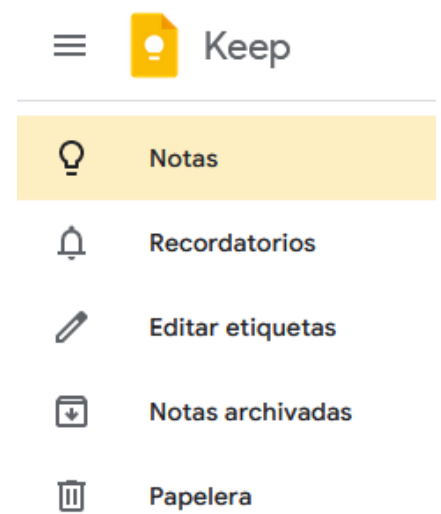 Keep
Notas
Recordatorios
Editar etiquetas
Notas archivadas
Papelera